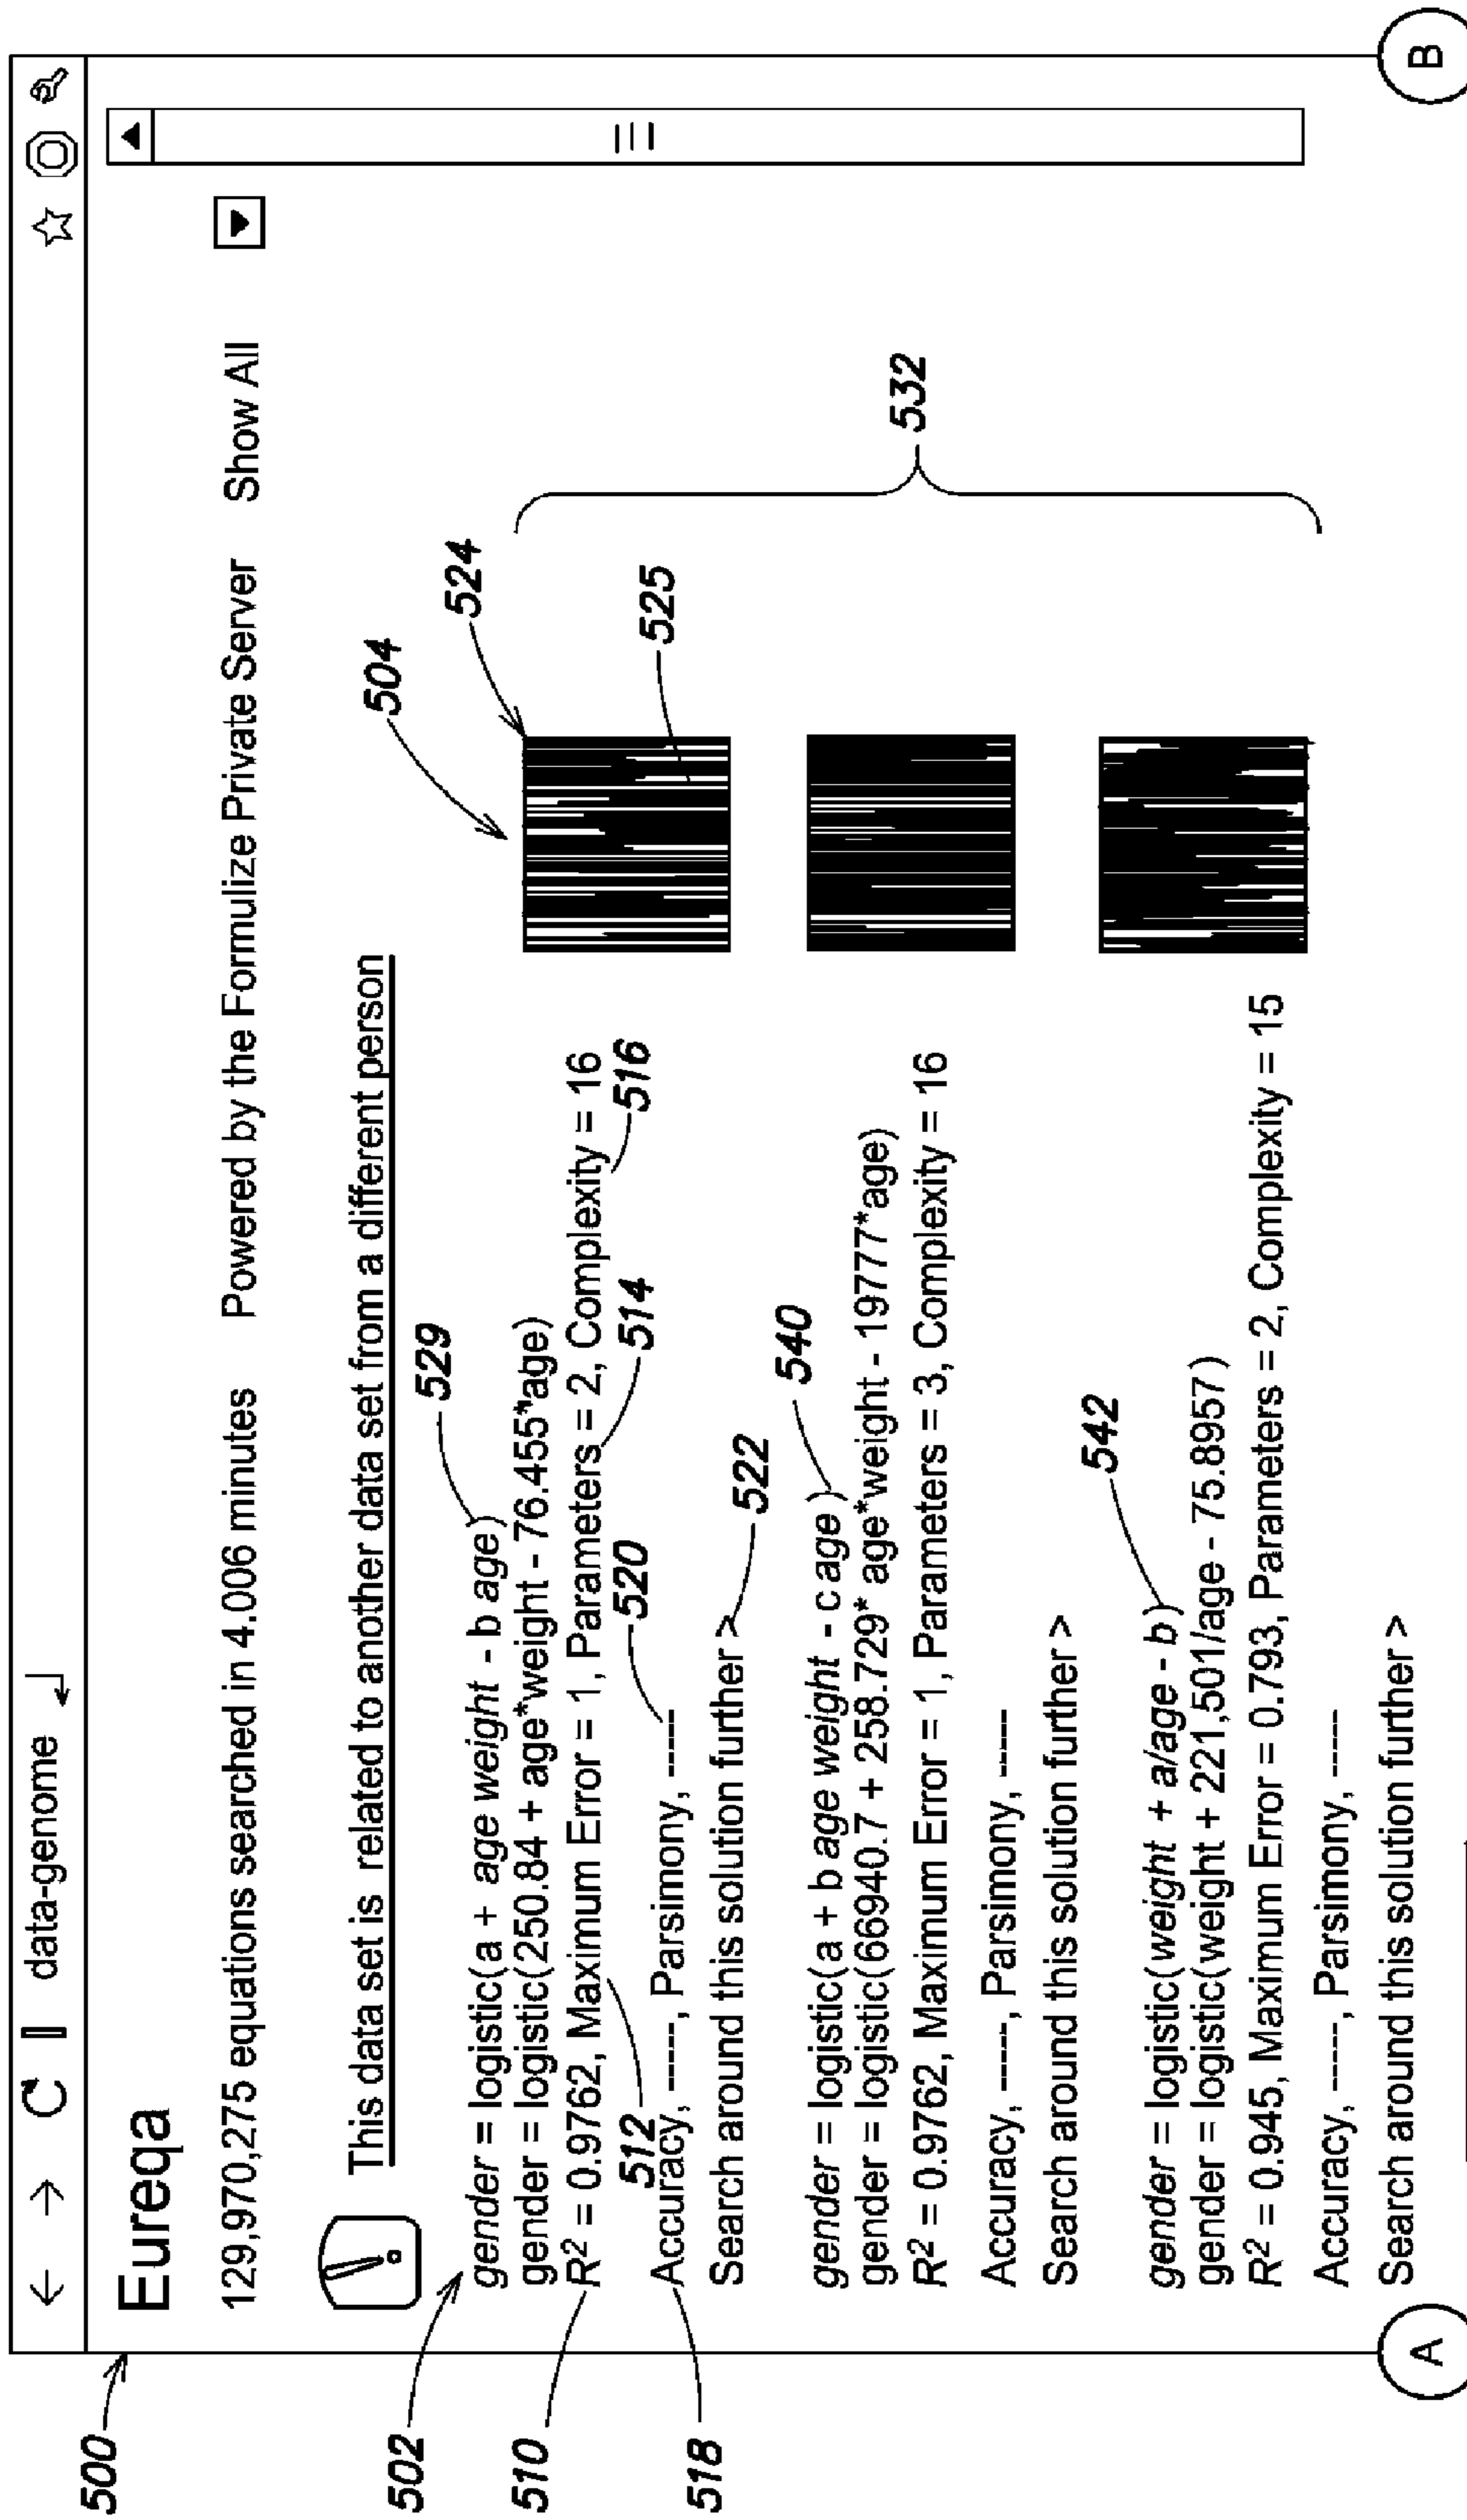 500
data-genome
Eureqa
129,970,275 equations searched in 4.006 minutes Powered by the Formulize Private Server Show All
This data set is related to another data set from a different person
502
529
504
524
gender = logistic(a + age weight - b age)
gender = logistic(250.84 + age*weight - 76.455*age)
510
R² = 0.9762, Maximum Error = 1, Parameters = 2, Complexity = 16
512
520
514
516
525
532
518
Accuracy, -----, Parsimony, -----
Search around this solution further >
522
540
gender = logistic(a + b age weight - c age)
gender = logistic(66940.7 + 258.729* age*weight - 19777*age)
R² = 0.9762, Maximum Error = 1, Parameters = 3, Complexity = 16
Accuracy, -----, Parsimony, -----
Search around this solution further >
542
gender = logistic(weight + a/age - b)
gender = logistic(weight + 221,501/age - 75.8957)
R² = 0.945, Maximum Error = 0.793, Parameters = 2, Complexity = 15
Accuracy, -----, Parsimony, -----
Search around this solution further >
A
B